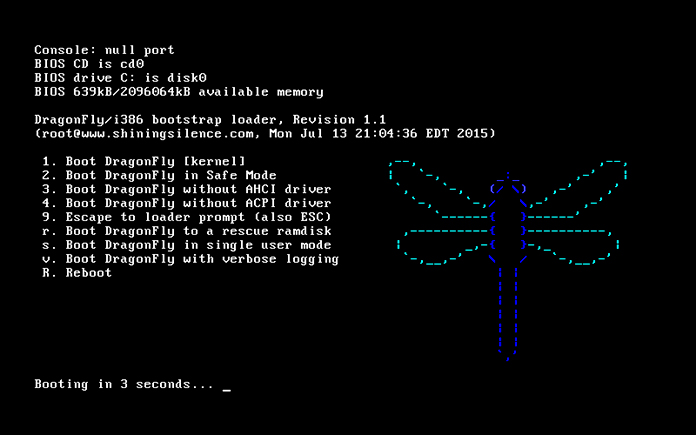 Console: null port
BIOS CD is cd0
BIOS drive C: is disk0
BIOS 639kB/2096064kB available memory
DragonFly/i386 bootstrap loader, Revision 1.1
(root@www.shiningsilence.com, Mon Jul 13 21:04:36 EDT 2015)
1. Boot DragonFly [kernel]
2. Boot DragonFly in Safe Mode
3. Boot DragonFly without AHCI driver
4. Boot DragonFly without ACPI driver
9. Escape to loader prompt (also ESC)
r. Boot DragonFly to a rescue ramdisk
s. Boot DragonFly in single user mode
v. Boot DragonFly with verbose logging
R. Reboot
Booting in 3 seconds... _